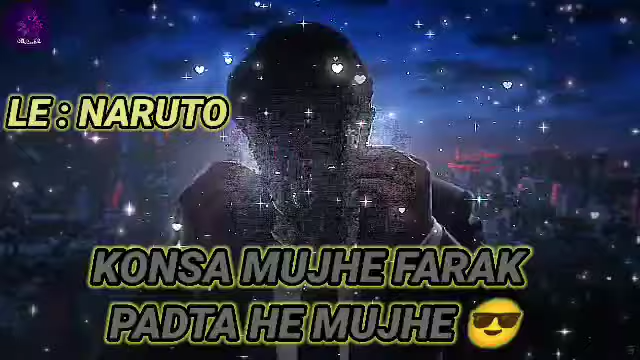 LE : NARUTO
KONSA MUJHE FARAK
PADTA HE MUJHE 😎